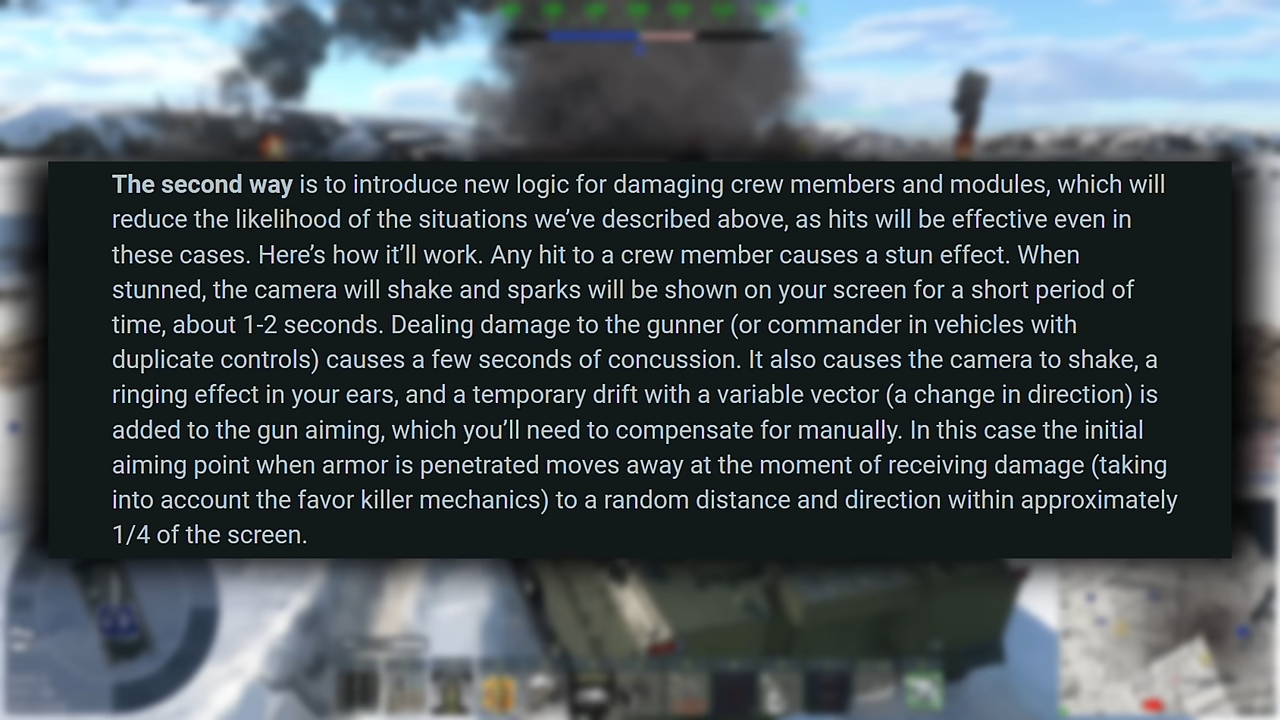 The second way is to introduce new logic for damaging crew members and modules, which will
reduce the likelihood of the situations we’ve described above, as hits will be effective even in
these cases. Here’s how it’ll work. Any hit to a crew member causes a stun effect. When
stunned, the camera will shake and sparks will be shown on your screen for a short period of
time, about 1-2 seconds. Dealing damage to the gunner (or commander in vehicles with
duplicate controls) causes a few seconds of concussion. It also causes the camera to shake, a
ringing effect in your ears, and a temporary drift with a variable vector (a change in direction) is
added to the gun aiming, which you’ll need to compensate for manually. In this case the initial
aiming point when armor is penetrated moves away at the moment of receiving damage (taking
into account the favor killer mechanics) to a random distance and direction within approximately
1/4 of the screen.